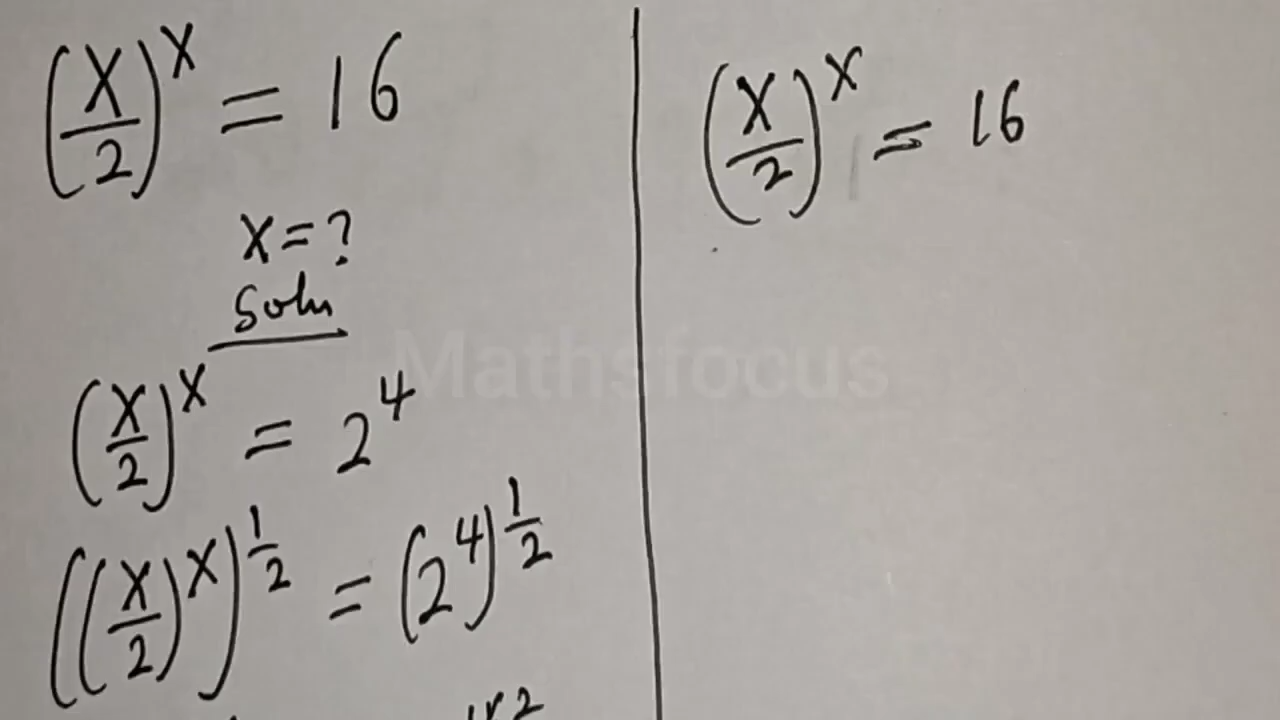 (x/2)^x = 16
x = ?
Soln
(x/2)^x = 2^4
((x/2)^x)^1/2 = (2^4)^1/2
(x/2)^x = 16
Mathsfocus